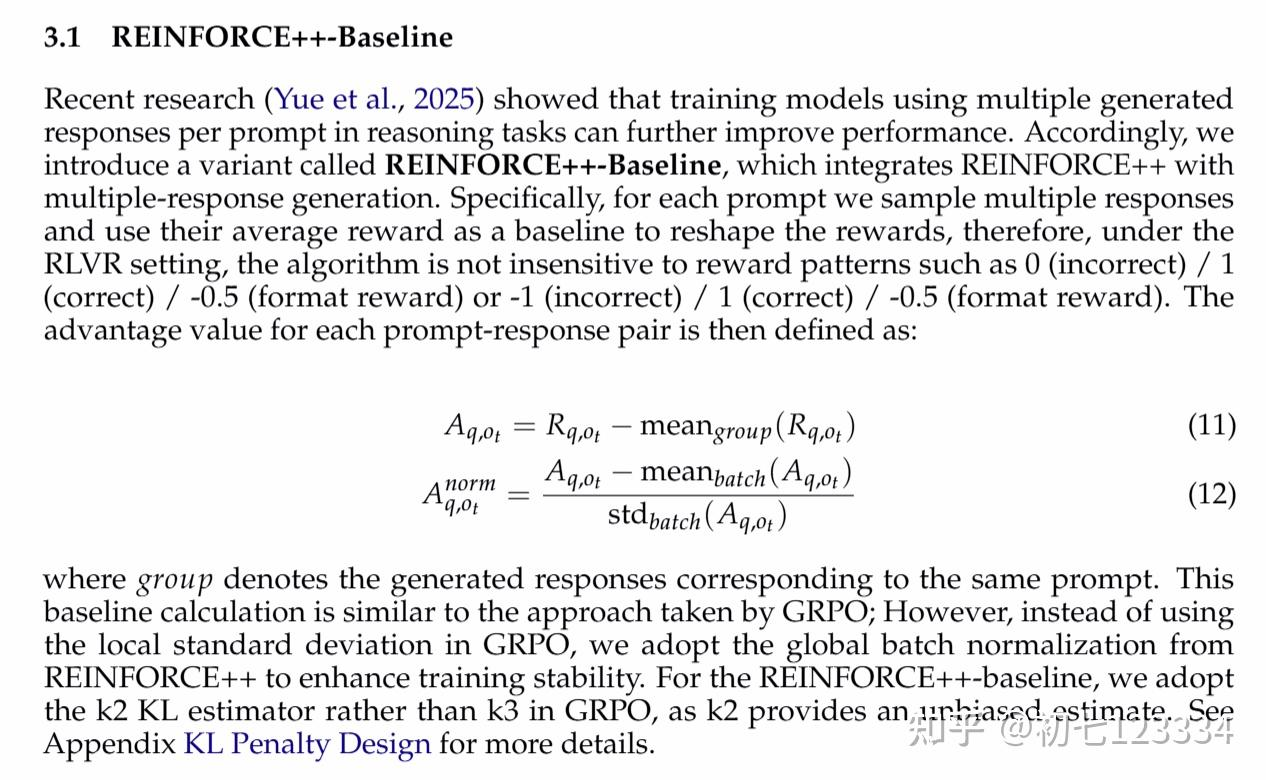 3.1 REINFORCE++-Baseline
Recent research (Yue et al., 2025) showed that training models using multiple generated
responses per prompt in reasoning tasks can further improve performance. Accordingly, we
introduce a variant called REINFORCE++-Baseline, which integrates REINFORCE++ with
multiple-response generation. Specifically, for each prompt we sample multiple responses
and use their average reward as a baseline to reshape the rewards, therefore, under the
RLVR setting, the algorithm is not insensitive to reward patterns such as 0 (incorrect) / 1
(correct) / -0.5 (format reward) or -1 (incorrect) / 1 (correct) / -0.5 (format reward). The
advantage value for each prompt-response pair is then defined as:
A_{q,o_t} = R_{q,o_t} − mean_{group}(R_{q,o_t}) (11)
A^{norm}_{q,o_t} = \frac{A_{q,o_t} − mean_{batch}(A_{q,o_t})}{std_{batch}(A_{q,o_t})} (12)
where group denotes the generated responses corresponding to the same prompt. This
baseline calculation is similar to the approach taken by GRPO; However, instead of using
the local standard deviation in GRPO, we adopt the global batch normalization from
REINFORCE++ to enhance training stability. For the REINFORCE++-baseline, we adopt
the k2 KL estimator rather than k3 in GRPO, as k2 provides an unbiased estimate. See
Appendix KL Penalty Design for more details.
知乎 @初七123334